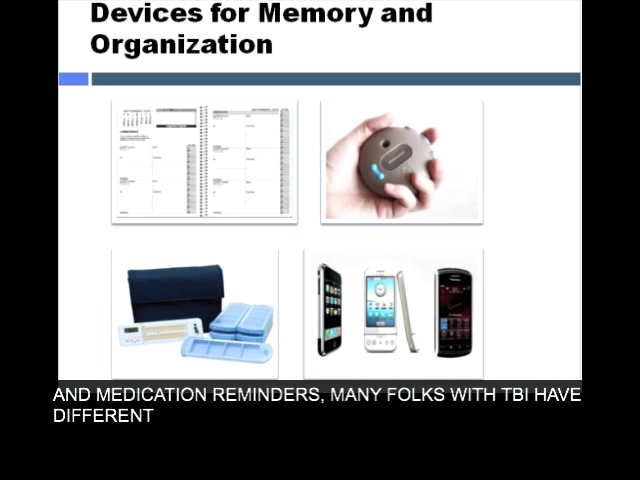 Devices for Memory and
Organization
AND MEDICATION REMINDERS, MANY FOLKS WITH TBI HAVE
DIFFERENT